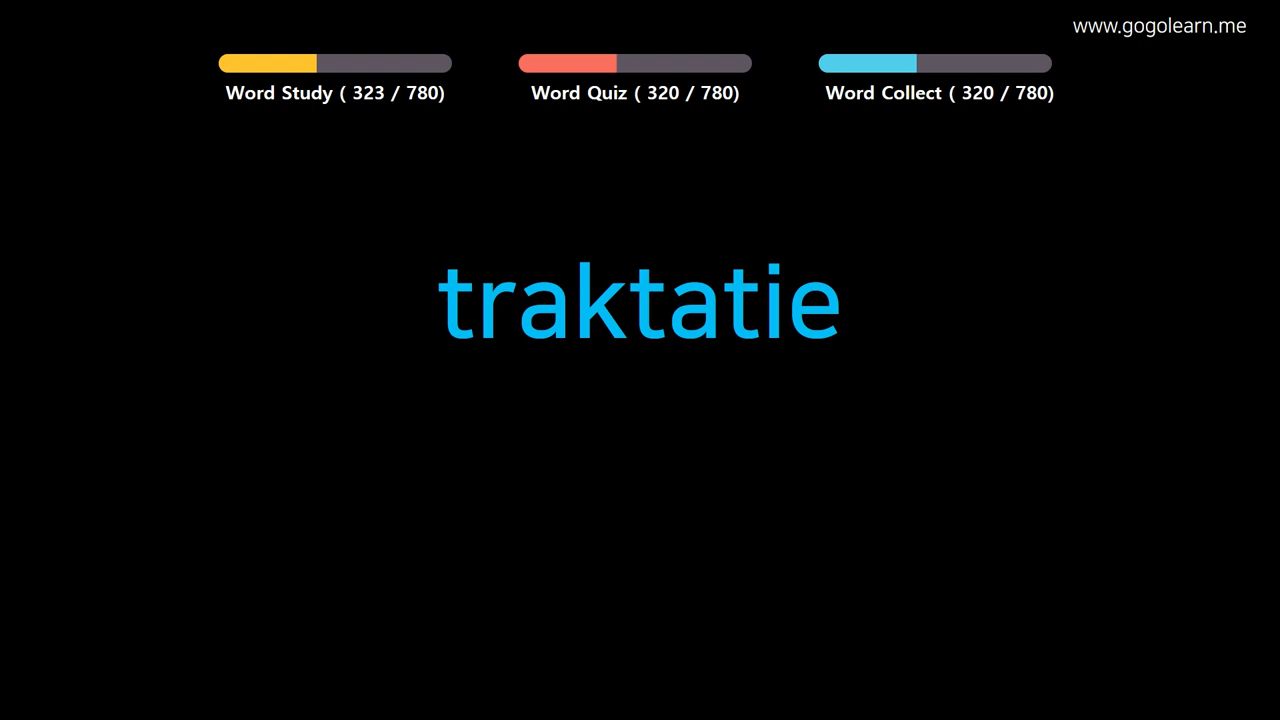 www.gogolearn.me
Word Study ( 323 / 780)
Word Quiz ( 320 / 780)
Word Collect ( 320 / 780)
traktatie